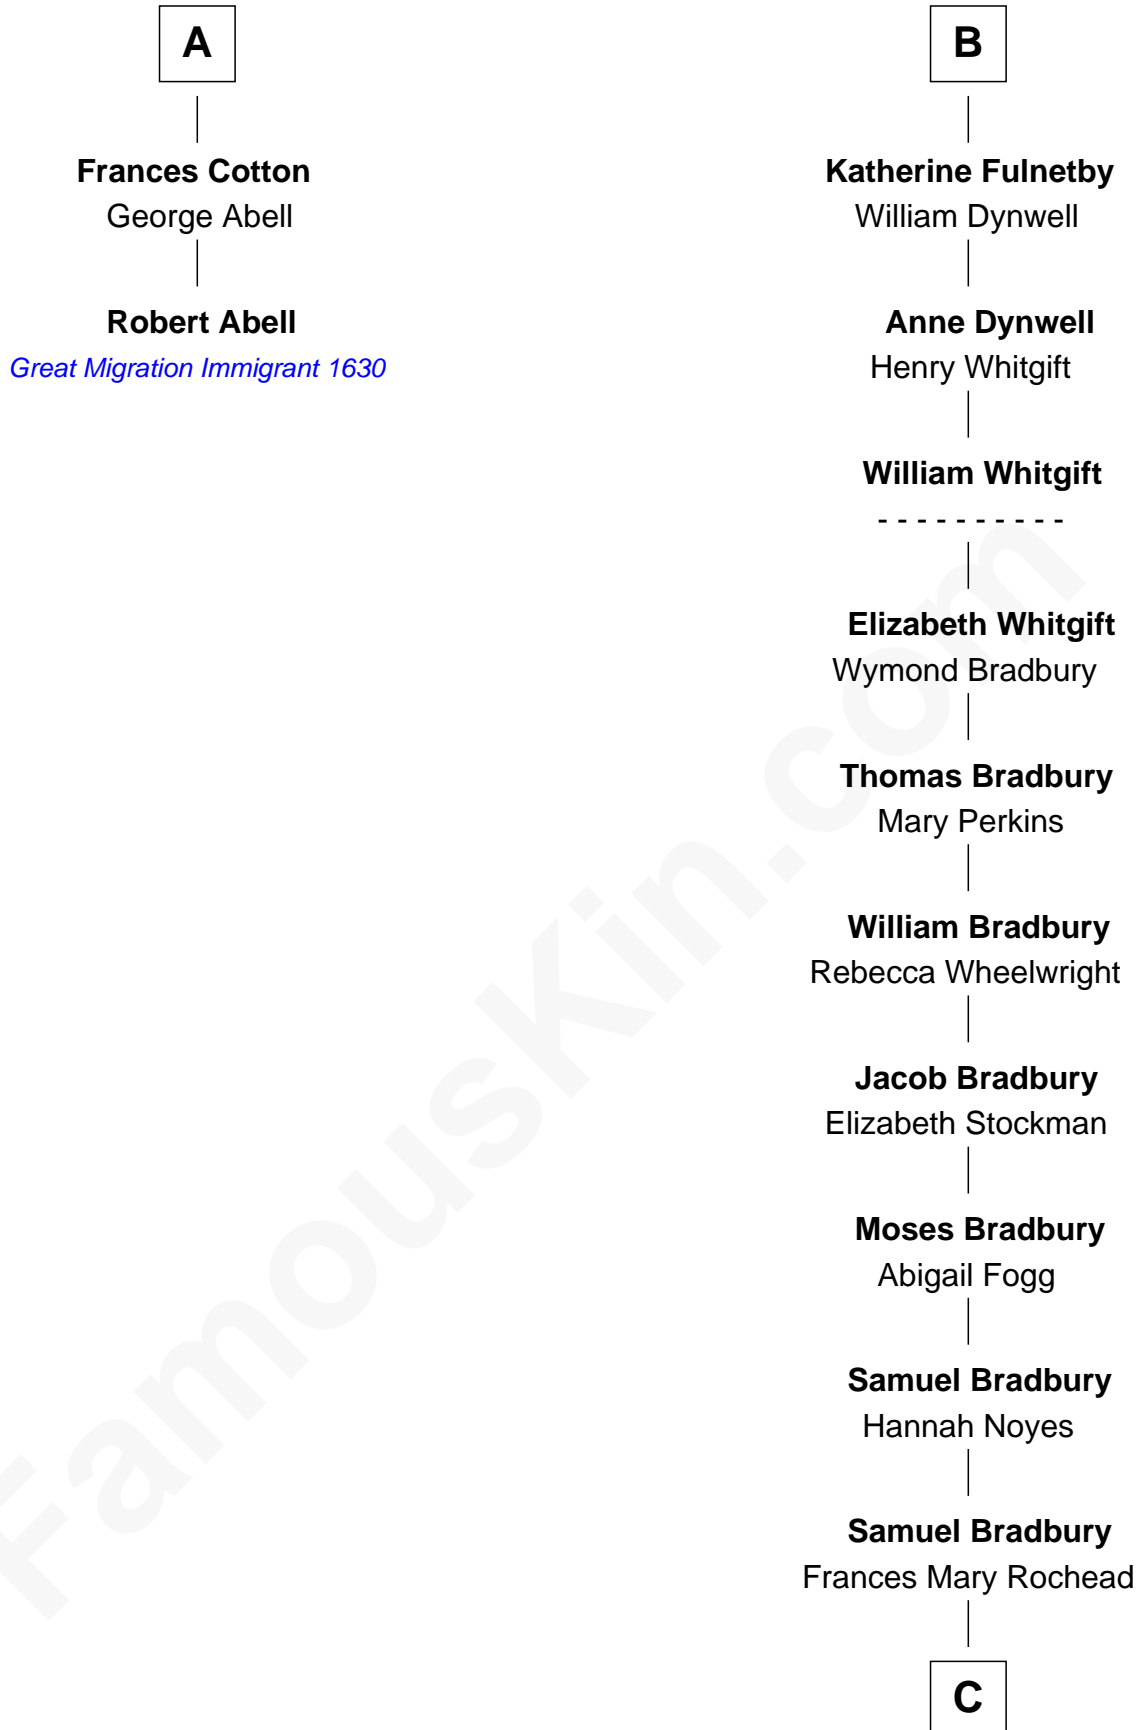 A
Frances Cotton
George Abell
Robert Abell
Great Migration Immigrant 1630
B
Katherine Fulnetby
William Dynwell
Anne Dynwell
Henry Whitgift
William Whitgift
- - - - - - - - - -
Elizabeth Whitgift
Wymond Bradbury
Thomas Bradbury
Mary Perkins
William Bradbury
Rebecca Wheelwright
Jacob Bradbury
Elizabeth Stockman
Moses Bradbury
Abigail Fogg
Samuel Bradbury
Hannah Noyes
Samuel Bradbury
Frances Mary Rochead
C
FamousKin.com